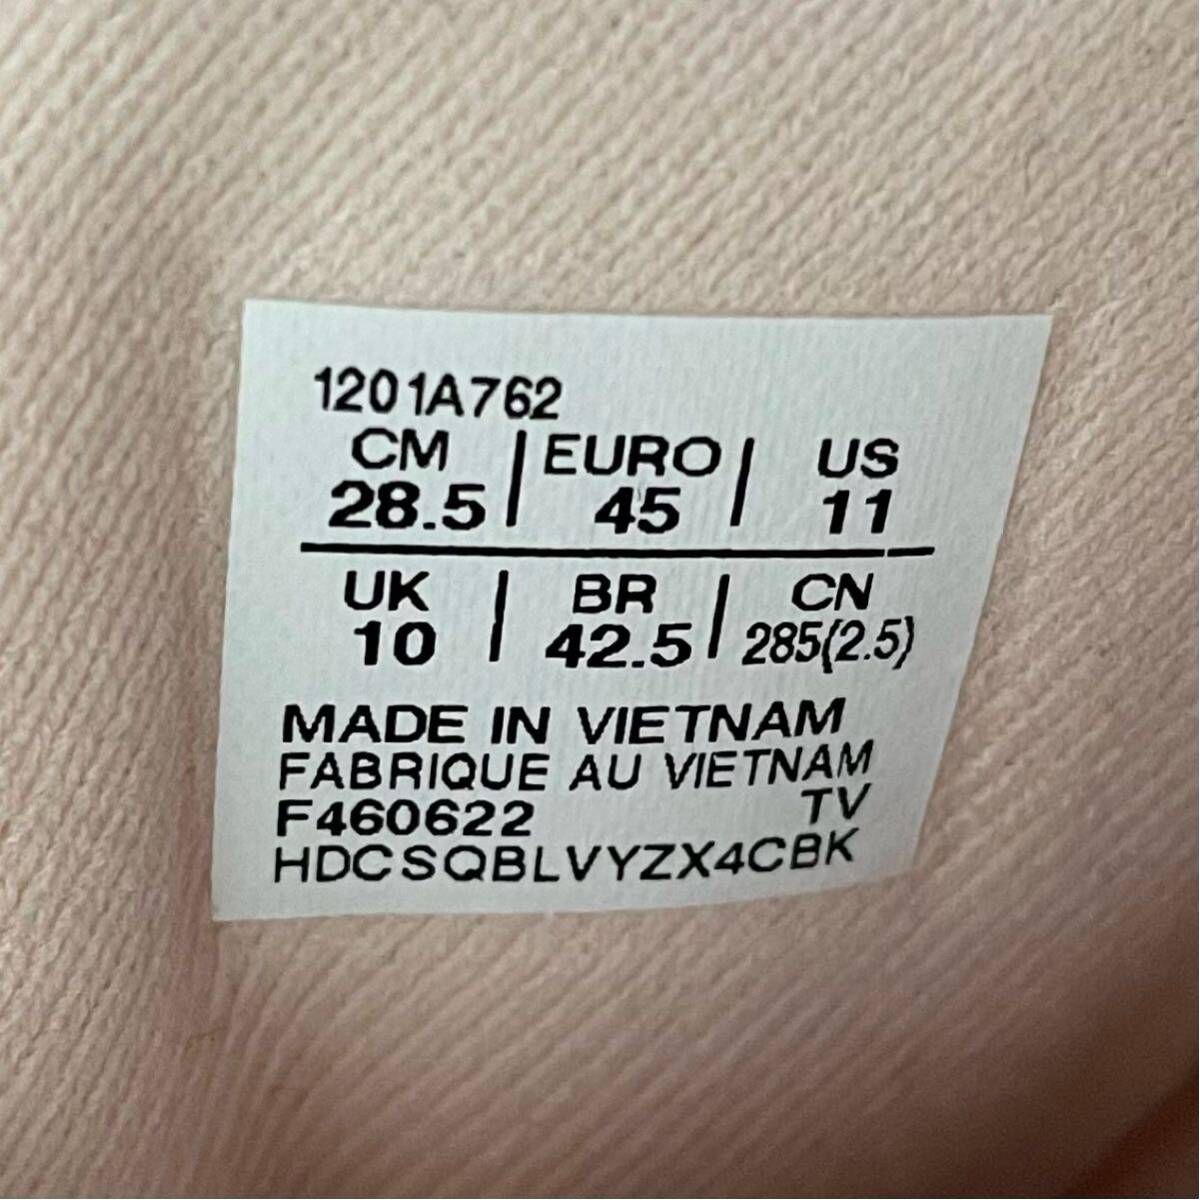 1201A762
CM | EURO | US
28.5 | 45 | 11
UK | BR | CN
10 | 42.5 | 285(2.5)
MADE IN VIETNAM
FABRIQUE AU VIETNAM
F460622 TV
HDCSQBLVYZX4CBK